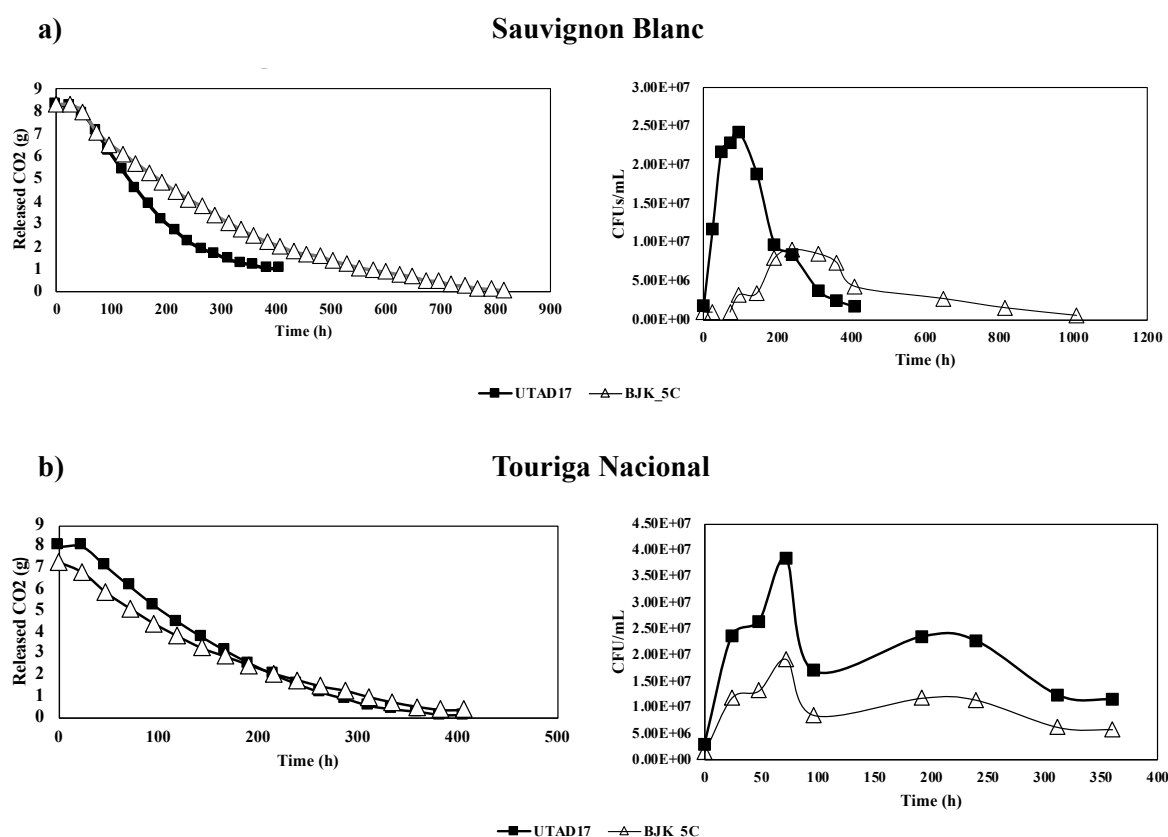 a)
Sauvignon Blanc
Released CO2 (g)
9
8
7
6
5
4
3
2
1
0
0 100 200 300 400 500 600 700 800 900
Time (h)
CFUs/mL
3.00E+07
2.50E+07
2.00E+07
1.50E+07
1.00E+07
5.00E+06
0.00E+00
0 200 400 600 800 1000 1200
Time (h)
UTAD17 BJK_5C
b)
Touriga Nacional
Released CO2 (g)
9
8
7
6
5
4
3
2
1
0
0 100 200 300 400 500
Time (h)
CFU/mL
4.50E+07
4.00E+07
3.50E+07
3.00E+07
2.50E+07
2.00E+07
1.50E+07
1.00E+07
5.00E+06
0.00E+00
0 50 100 150 200 250 300 350 400
Time (h)
UTAD17 BJK_5C